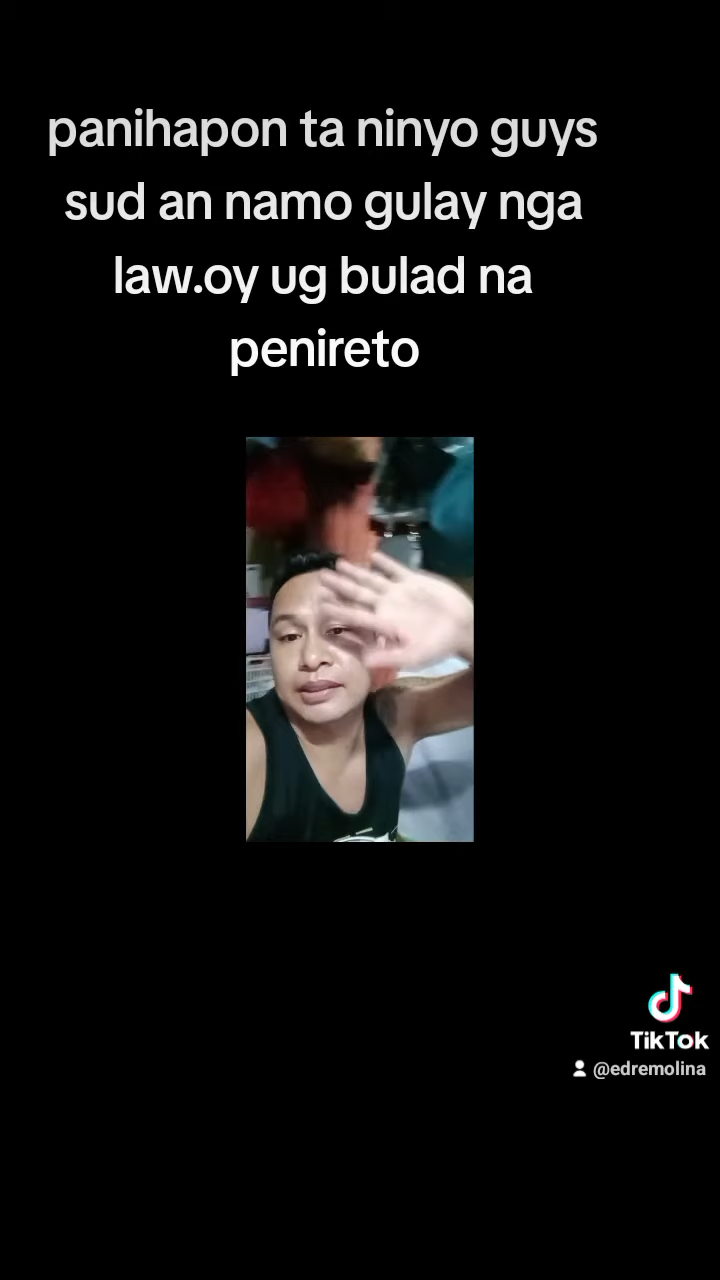 panihapon ta ninyo guys
sud an namo gulay nga
law.oy ug bulad na
penireto
TikTok
@edremolina